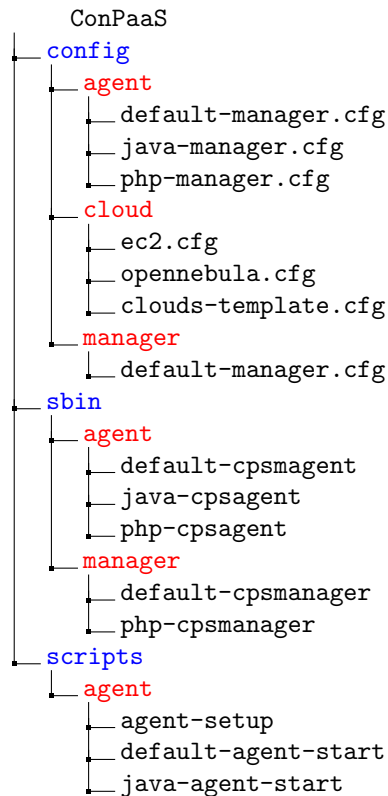 ConPaaS
config
agent
default-manager.cfg
java-manager.cfg
php-manager.cfg
cloud
ec2.cfg
opennebula.cfg
clouds-template.cfg
manager
default-manager.cfg
sbin
agent
default-cpsmagent
java-cpsagent
php-cpsagent
manager
default-cpsmanager
php-cpsmanager
scripts
agent
agent-setup
default-agent-start
java-agent-start